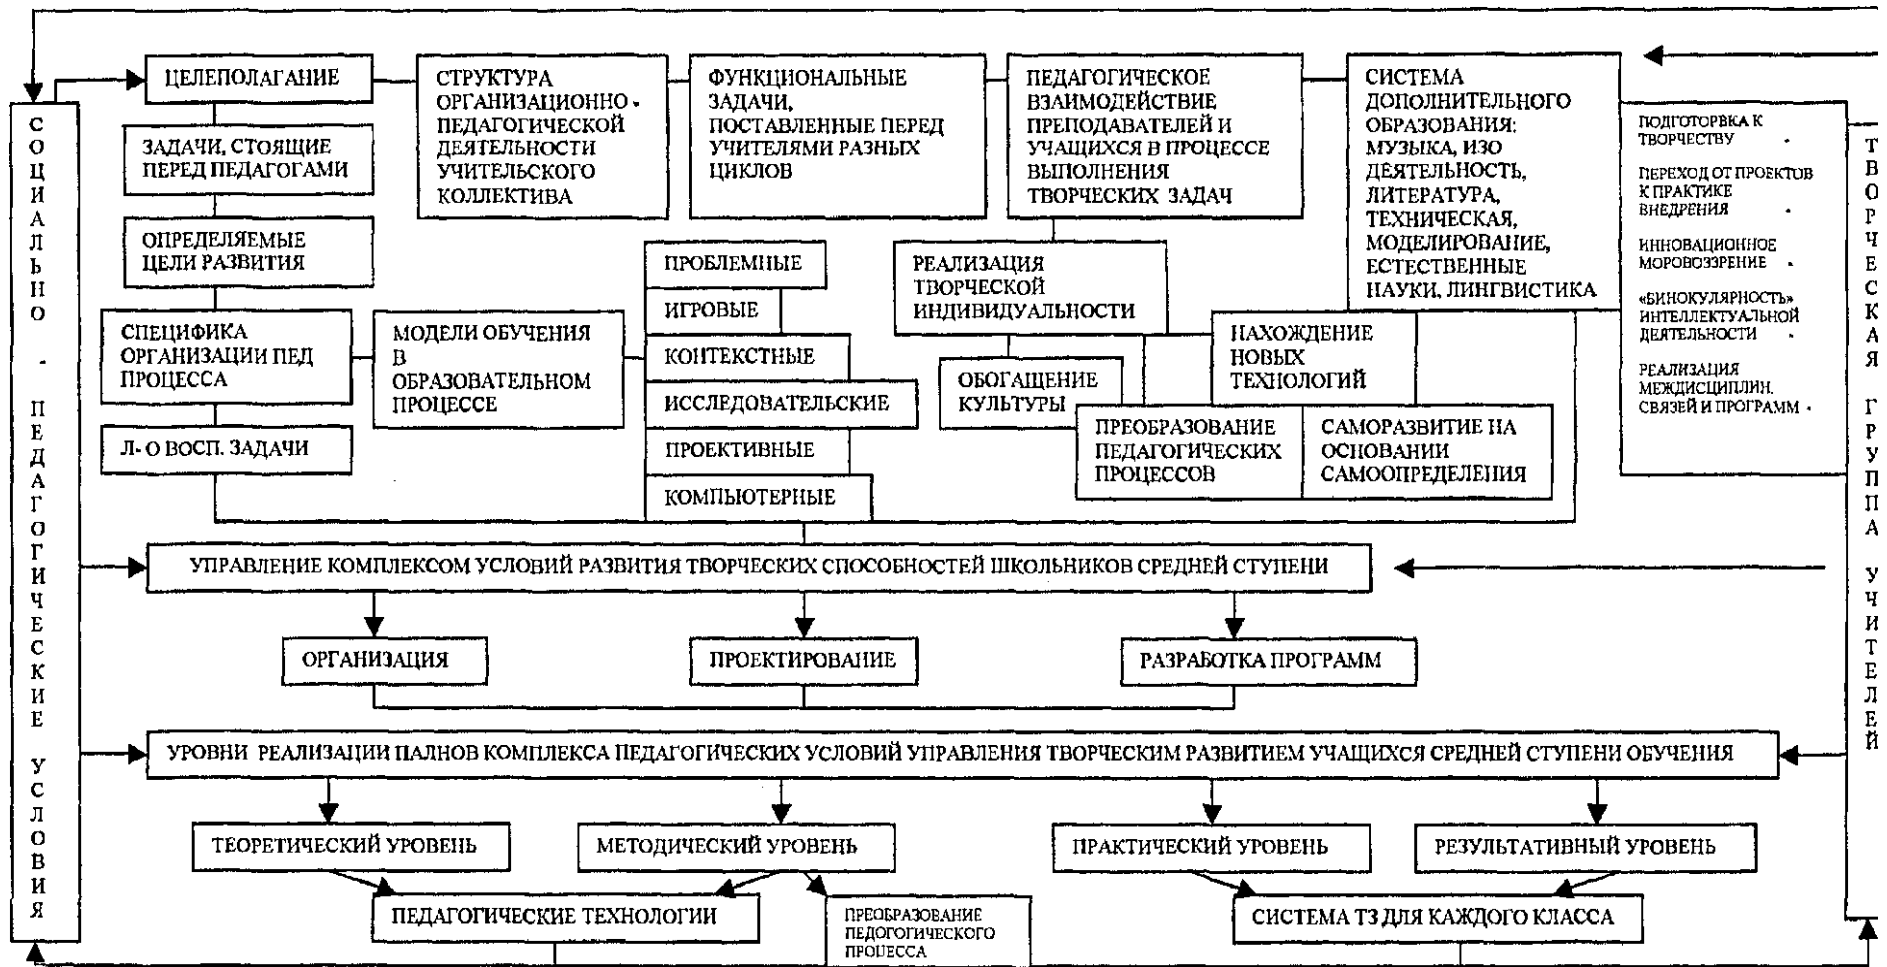 СОЦИАЛЬНО - ПЕДАГОГИЧЕСКИЕ УСЛОВИЯ
ЦЕЛЕПОЛАГАНИЕ
ЗАДАЧИ, СТОЯЩИЕ
ПЕРЕД ПЕДАГОГАМИ
ОПРЕДЕЛЯЕМЫЕ
ЦЕЛИ РАЗВИТИЯ
СПЕЦИФИКА
ОРГАНИЗАЦИИ ПЕД
ПРОЦЕССА
Л- О ВОСП. ЗАДАЧИ
СТРУКТУРА
ОРГАНИЗАЦИОННО -
ПЕДАГОГИЧЕСКОЙ
ДЕЯТЕЛЬНОСТИ
УЧИТЕЛЬСКОГО
КОЛЛЕКТИВА
МОДЕЛИ ОБУЧЕНИЯ
В
ОБРАЗОВАТЕЛЬНОМ
ПРОЦЕССЕ
ФУНКЦИОНАЛЬНЫЕ
ЗАДАЧИ,
ПОСТАВЛЕННЫЕ ПЕРЕД
УЧИТЕЛЯМИ РАЗНЫХ
ЦИКЛОВ
ПРОБЛЕМНЫЕ
ИГРОВЫЕ
КОНТЕКСТНЫЕ
ИССЛЕДОВАТЕЛЬСКИЕ
ПРОЕКТИВНЫЕ
КОМПЬЮТЕРНЫЕ
ПЕДАГОГИЧЕСКОЕ
ВЗАИМОДЕЙСТВИЕ
ПРЕПОДАВАТЕЛЕЙ И
УЧАЩИХСЯ В ПРОЦЕССЕ
ВЫПОЛНЕНИЯ
ТВОРЧЕСКИХ ЗАДАЧ
РЕАЛИЗАЦИЯ
ТВОРЧЕСКОЙ
ИНДИВИДУАЛЬНОСТИ
ОБОГАЩЕНИЕ
КУЛЬТУРЫ
НАХОЖДЕНИЕ
НОВЫХ
ТЕХНОЛОГИЙ
ПРЕОБРАЗОВАНИЕ
ПЕДАГОГИЧЕСКИХ
ПРОЦЕССОВ
САМОРАЗВИТИЕ НА
ОСНОВАНИИ
САМООПРЕДЕЛЕНИЯ
СИСТЕМА
ДОПОЛНИТЕЛЬНОГО
ОБРАЗОВАНИЯ:
МУЗЫКА, ИЗО
ДЕЯТЕЛЬНОСТЬ,
ЛИТЕРАТУРА,
ТЕХНИЧЕСКАЯ,
МОДЕЛИРОВАНИЕ,
ЕСТЕСТВЕННЫЕ
НАУКИ, ЛИНГВИСТИКА
ПОДГОТОРВКА К
ТВОРЧЕСТВУ
ПЕРЕХОД ОТ ПРОЕКТОВ
К ПРАКТИКЕ
ВНЕДРЕНИЯ
ИННОВАЦИОННОЕ
МОРОВОЗЗРЕНИЕ
«БИНОКУЛЯРНОСТЬ»
ИНТЕЛЛЕКТУАЛЬНОЙ
ДЕЯТЕЛЬНОСТИ
РЕАЛИЗАЦИЯ
МЕЖДИСЦИПЛИН.
СВЯЗЕЙ И ПРОГРАММ
ТВОРЧЕСКАЯ ГРУППА УЧИТЕЛЕЙ
УПРАВЛЕНИЕ КОМПЛЕКСОМ УСЛОВИЙ РАЗВИТИЯ ТВОРЧЕСКИХ СПОСОБНОСТЕЙ ШКОЛЬНИКОВ СРЕДНЕЙ СТУПЕНИ
ОРГАНИЗАЦИЯ
ПРОЕКТИРОВАНИЕ
РАЗРАБОТКА ПРОГРАММ
УРОВНИ РЕАЛИЗАЦИИ ПАЛНОВ КОМПЛЕКСА ПЕДАГОГИЧЕСКИХ УСЛОВИЙ УПРАВЛЕНИЯ ТВОРЧЕСКИМ РАЗВИТИЕМ УЧАЩИХСЯ СРЕДНЕЙ СТУПЕНИ ОБУЧЕНИЯ
ТЕОРЕТИЧЕСКИЙ УРОВЕНЬ
МЕТОДИЧЕСКИЙ УРОВЕНЬ
ПРАКТИЧЕСКИЙ УРОВЕНЬ
РЕЗУЛЬТАТИВНЫЙ УРОВЕНЬ
ПЕДАГОГИЧЕСКИЕ ТЕХНОЛОГИИ
ПРЕОБРАЗОВАНИЕ
ПЕДОГОГИЧЕСКОГО
ПРОЦЕССА
СИСТЕМА ТЗ ДЛЯ КАЖДОГО КЛАССА